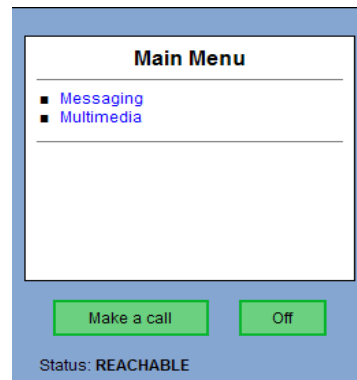 Main Menu
Messaging
Multimedia
Make a call
Off
Status: REACHABLE